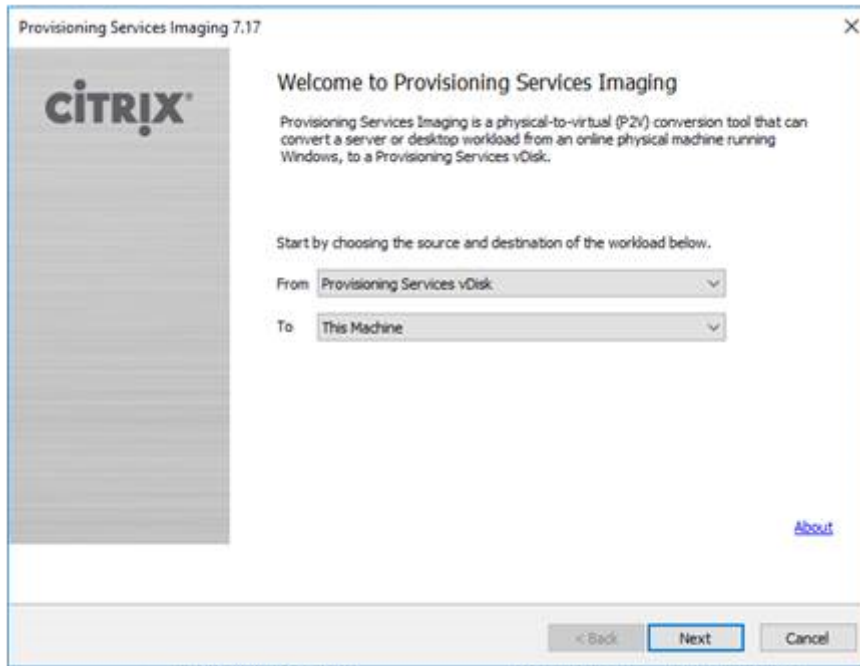 Provisioning Services Imaging 7.17
CITRIX
Welcome to Provisioning Services Imaging
Provisioning Services Imaging is a physical-to-virtual (P2V) conversion tool that can
convert a server or desktop workload from an online physical machine running
Windows, to a Provisioning Services vDisk.
Start by choosing the source and destination of the workload below.
From Provisioning Services vDisk
To This Machine
About
< Back Next Cancel